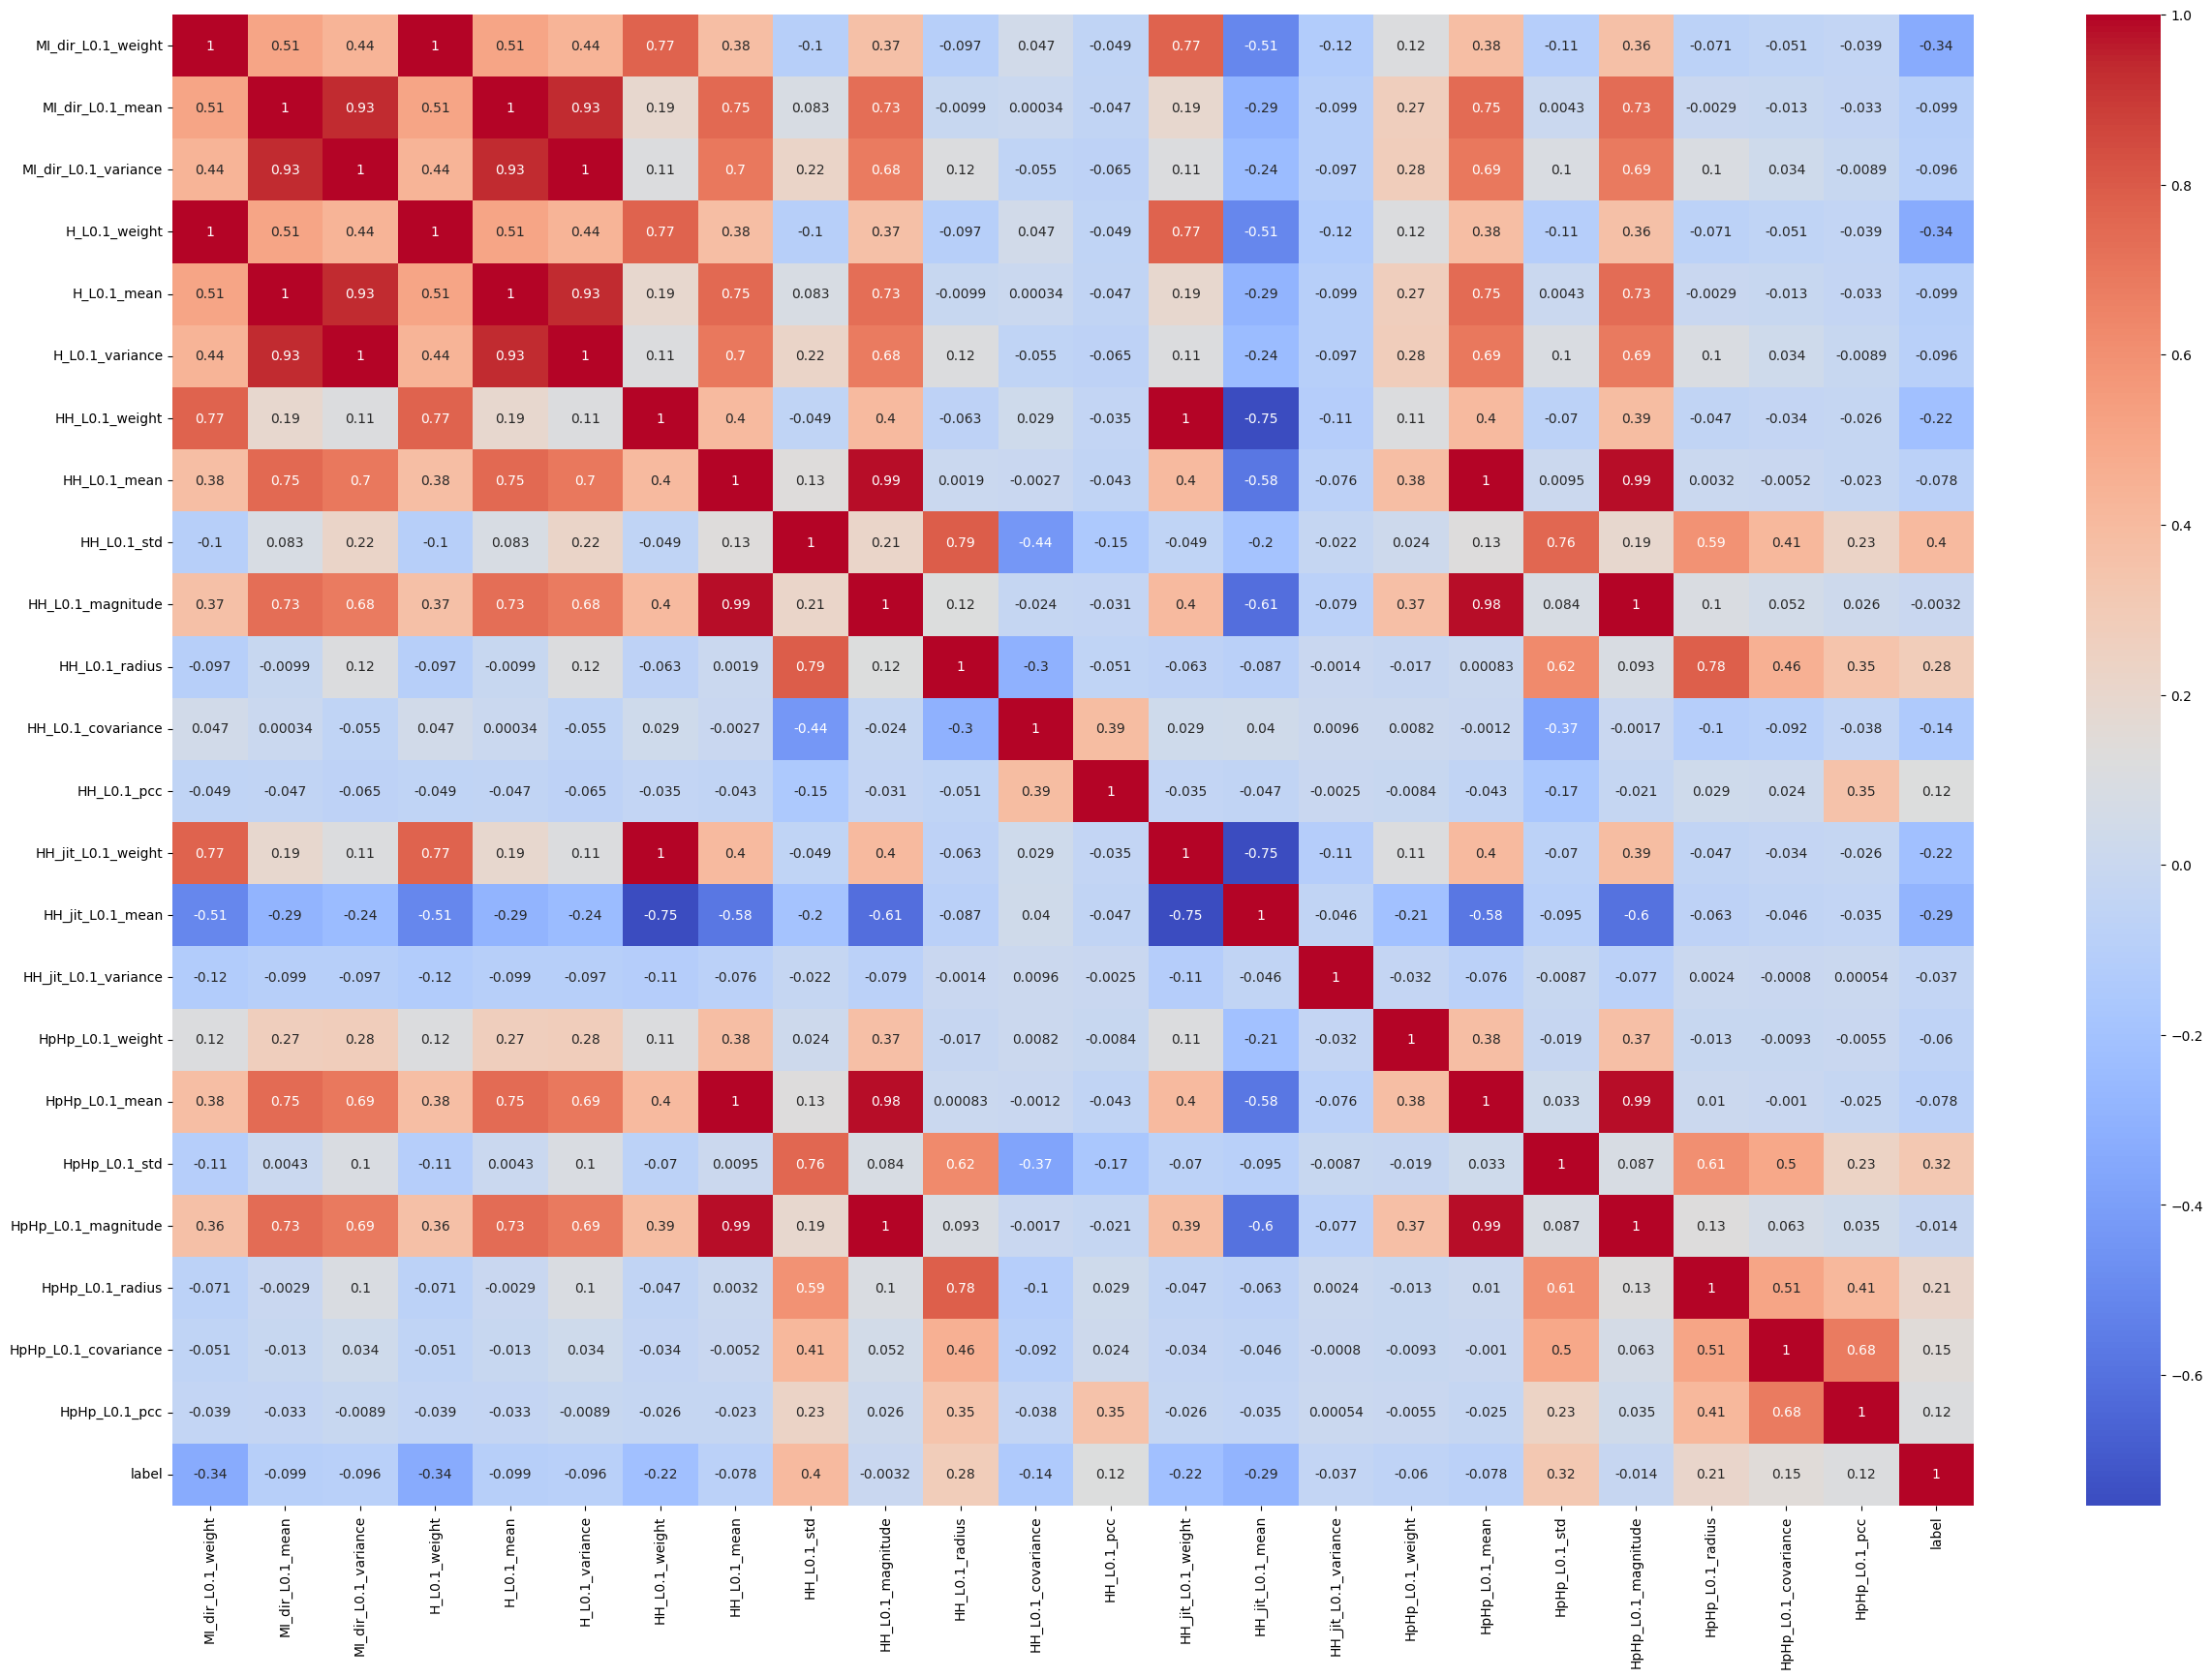 MI_dir_L0.1_weight 1 0.51 0.44 1 0.51 0.44 0.77 0.38 -0.1 0.37 -0.097 0.047 -0.049 0.77 -0.51 -0.12 0.12 0.38 -0.11 0.36 -0.071 -0.051 -0.039 -0.34 1.0
MI_dir_L0.1_mean 0.51 1 0.93 0.51 1 0.93 0.19 0.75 0.083 0.73 -0.0099 0.00034 -0.047 0.19 -0.29 -0.099 0.27 0.75 0.0043 0.73 -0.0029 -0.013 -0.033 -0.099
MI_dir_L0.1_variance 0.44 0.93 1 0.44 0.93 1 0.11 0.7 0.22 0.68 0.12 -0.055 -0.065 0.11 -0.24 -0.097 0.28 0.69 0.1 0.69 0.1 0.034 -0.0089 -0.096 0.8
H_L0.1_weight 1 0.51 0.44 1 0.51 0.44 0.77 0.38 -0.1 0.37 -0.097 0.047 -0.049 0.77 -0.51 -0.12 0.12 0.38 -0.11 0.36 -0.071 -0.051 -0.039 -0.34
H_L0.1_mean 0.51 1 0.93 0.51 1 0.93 0.19 0.75 0.083 0.73 -0.0099 0.00034 -0.047 0.19 -0.29 -0.099 0.27 0.75 0.0043 0.73 -0.0029 -0.013 -0.033 -0.099
H_L0.1_variance 0.44 0.93 1 0.44 0.93 1 0.11 0.7 0.22 0.68 0.12 -0.055 -0.065 0.11 -0.24 -0.097 0.28 0.69 0.1 0.69 0.1 0.034 -0.0089 -0.096 0.6
HH_L0.1_weight 0.77 0.19 0.11 0.77 0.19 0.11 1 0.4 -0.049 0.4 -0.063 0.029 -0.035 1 -0.75 -0.11 0.11 0.4 -0.07 0.39 -0.047 -0.034 -0.026 -0.22
HH_L0.1_mean 0.38 0.75 0.7 0.38 0.75 0.7 0.4 1 0.13 0.99 0.0019 -0.0027 -0.043 0.4 -0.58 -0.076 0.38 1 0.0095 0.99 0.0032 -0.0052 -0.023 -0.078
HH_L0.1_std -0.1 0.083 0.22 -0.1 0.083 0.22 -0.049 0.13 1 0.21 0.79 -0.44 -0.15 -0.049 -0.2 -0.022 0.024 0.13 0.76 0.19 0.59 0.41 0.23 0.4 0.4
HH_L0.1_magnitude 0.37 0.73 0.68 0.37 0.73 0.68 0.4 0.99 0.21 1 0.12 -0.024 -0.031 0.4 -0.61 -0.079 0.37 0.98 0.084 1 0.1 0.052 0.026 -0.0032
HH_L0.1_radius -0.097 -0.0099 0.12 -0.097 -0.0099 0.12 -0.063 0.0019 0.79 0.12 1 -0.3 -0.051 -0.063 -0.087 -0.0014 -0.017 0.00083 0.62 0.093 0.78 0.46 0.35 0.28 0.2
HH_L0.1_covariance 0.047 0.00034 -0.055 0.047 0.00034 -0.055 0.029 -0.0027 -0.44 -0.024 -0.3 1 0.39 0.029 0.04 0.0096 0.0082 -0.0012 -0.37 -0.0017 -0.1 -0.092 -0.038 -0.14
HH_L0.1_pcc -0.049 -0.047 -0.065 -0.049 -0.047 -0.065 -0.035 -0.043 -0.15 -0.031 -0.051 0.39 1 -0.035 -0.047 -0.0025 -0.0084 -0.043 -0.17 -0.021 0.029 0.024 0.35 0.12
HH_jit_L0.1_weight 0.77 0.19 0.11 0.77 0.19 0.11 1 0.4 -0.049 0.4 -0.063 0.029 -0.035 1 -0.75 -0.11 0.11 0.4 -0.07 0.39 -0.047 -0.034 -0.026 -0.22 0.0
HH_jit_L0.1_mean -0.51 -0.29 -0.24 -0.51 -0.29 -0.24 -0.75 -0.58 -0.2 -0.61 -0.087 0.04 -0.047 -0.75 1 -0.046 -0.21 -0.58 -0.095 -0.6 -0.063 -0.046 -0.035 -0.29
HH_jit_L0.1_variance -0.12 -0.099 -0.097 -0.12 -0.099 -0.097 -0.11 -0.076 -0.022 -0.079 -0.0014 0.0096 -0.0025 -0.11 -0.046 1 -0.032 -0.076 -0.0087 -0.077 0.0024 -0.0008 0.00054 -0.037
HpHp_L0.1_weight 0.12 0.27 0.28 0.12 0.27 0.28 0.11 0.38 0.024 0.37 -0.017 0.0082 -0.0084 0.11 -0.21 -0.032 1 0.38 -0.019 0.37 -0.013 -0.0093 -0.0055 -0.06 −0.2
HpHp_L0.1_mean 0.38 0.75 0.69 0.38 0.75 0.69 0.4 1 0.13 0.98 0.00083 -0.0012 -0.043 0.4 -0.58 -0.076 0.38 1 0.033 0.99 0.01 -0.001 -0.025 -0.078
HpHp_L0.1_std -0.11 0.0043 0.1 -0.11 0.0043 0.1 -0.07 0.0095 0.76 0.084 0.62 -0.37 -0.17 -0.07 -0.095 -0.0087 -0.019 0.033 1 0.087 0.61 0.5 0.23 0.32
HpHp_L0.1_magnitude 0.36 0.73 0.69 0.36 0.73 0.69 0.39 0.99 0.19 1 0.093 -0.0017 -0.021 0.39 -0.6 -0.077 0.37 0.99 0.087 1 0.13 0.063 0.035 -0.014 −0.4
HpHp_L0.1_radius -0.071 -0.0029 0.1 -0.071 -0.0029 0.1 -0.047 0.0032 0.59 0.1 0.78 -0.1 0.029 -0.047 -0.063 0.0024 -0.013 0.01 0.61 0.13 1 0.51 0.41 0.21
HpHp_L0.1_covariance -0.051 -0.013 0.034 -0.051 -0.013 0.034 -0.034 -0.0052 0.41 0.052 0.46 -0.092 0.024 -0.034 -0.046 -0.0008 -0.0093 -0.001 0.5 0.063 0.51 1 0.68 0.15 −0.6
HpHp_L0.1_pcc -0.039 -0.033 -0.0089 -0.039 -0.033 -0.0089 -0.026 -0.023 0.23 0.026 0.35 -0.038 0.35 -0.026 -0.035 0.00054 -0.0055 -0.025 0.23 0.035 0.41 0.68 1 0.12
label -0.34 -0.099 -0.096 -0.34 -0.099 -0.096 -0.22 -0.078 0.4 -0.0032 0.28 -0.14 0.12 -0.22 -0.29 -0.037 -0.06 -0.078 0.32 -0.014 0.21 0.15 0.12 1
MI_dir_L0.1_weight
MI_dir_L0.1_mean
MI_dir_L0.1_variance
H_L0.1_weight
H_L0.1_mean
H_L0.1_variance
HH_L0.1_weight
HH_L0.1_mean
HH_L0.1_std
HH_L0.1_magnitude
HH_L0.1_radius
HH_L0.1_covariance
HH_L0.1_pcc
HH_jit_L0.1_weight
HH_jit_L0.1_mean
HH_jit_L0.1_variance
HpHp_L0.1_weight
HpHp_L0.1_mean
HpHp_L0.1_std
HpHp_L0.1_magnitude
HpHp_L0.1_radius
HpHp_L0.1_covariance
HpHp_L0.1_pcc
label